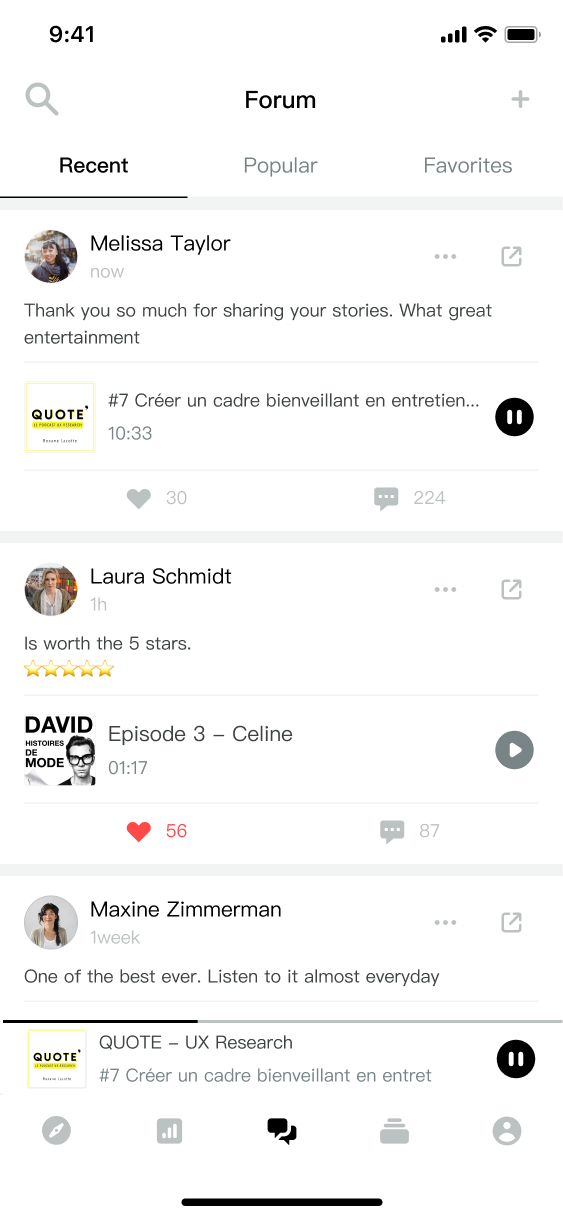 9:41
Forum
Recent Popular Favorites
Melissa Taylor
now
Thank you so much for sharing your stories. What great
entertainment
QUOTE'
LE PODCAST UX RESEARCH
Roxane Lacotte
#7 Créer un cadre bienveillant en entretien...
10:33
30 224
Laura Schmidt
1h
Is worth the 5 stars.
⭐⭐⭐⭐⭐
DAVID
HISTOIRES
DE
MODE
Episode 3 – Celine
01:17
56 87
Maxine Zimmerman
1week
One of the best ever. Listen to it almost everyday
QUOTE'
LE PODCAST UX RESEARCH
Roxane Lacotte
QUOTE – UX Research
#7 Créer un cadre bienveillant en entret